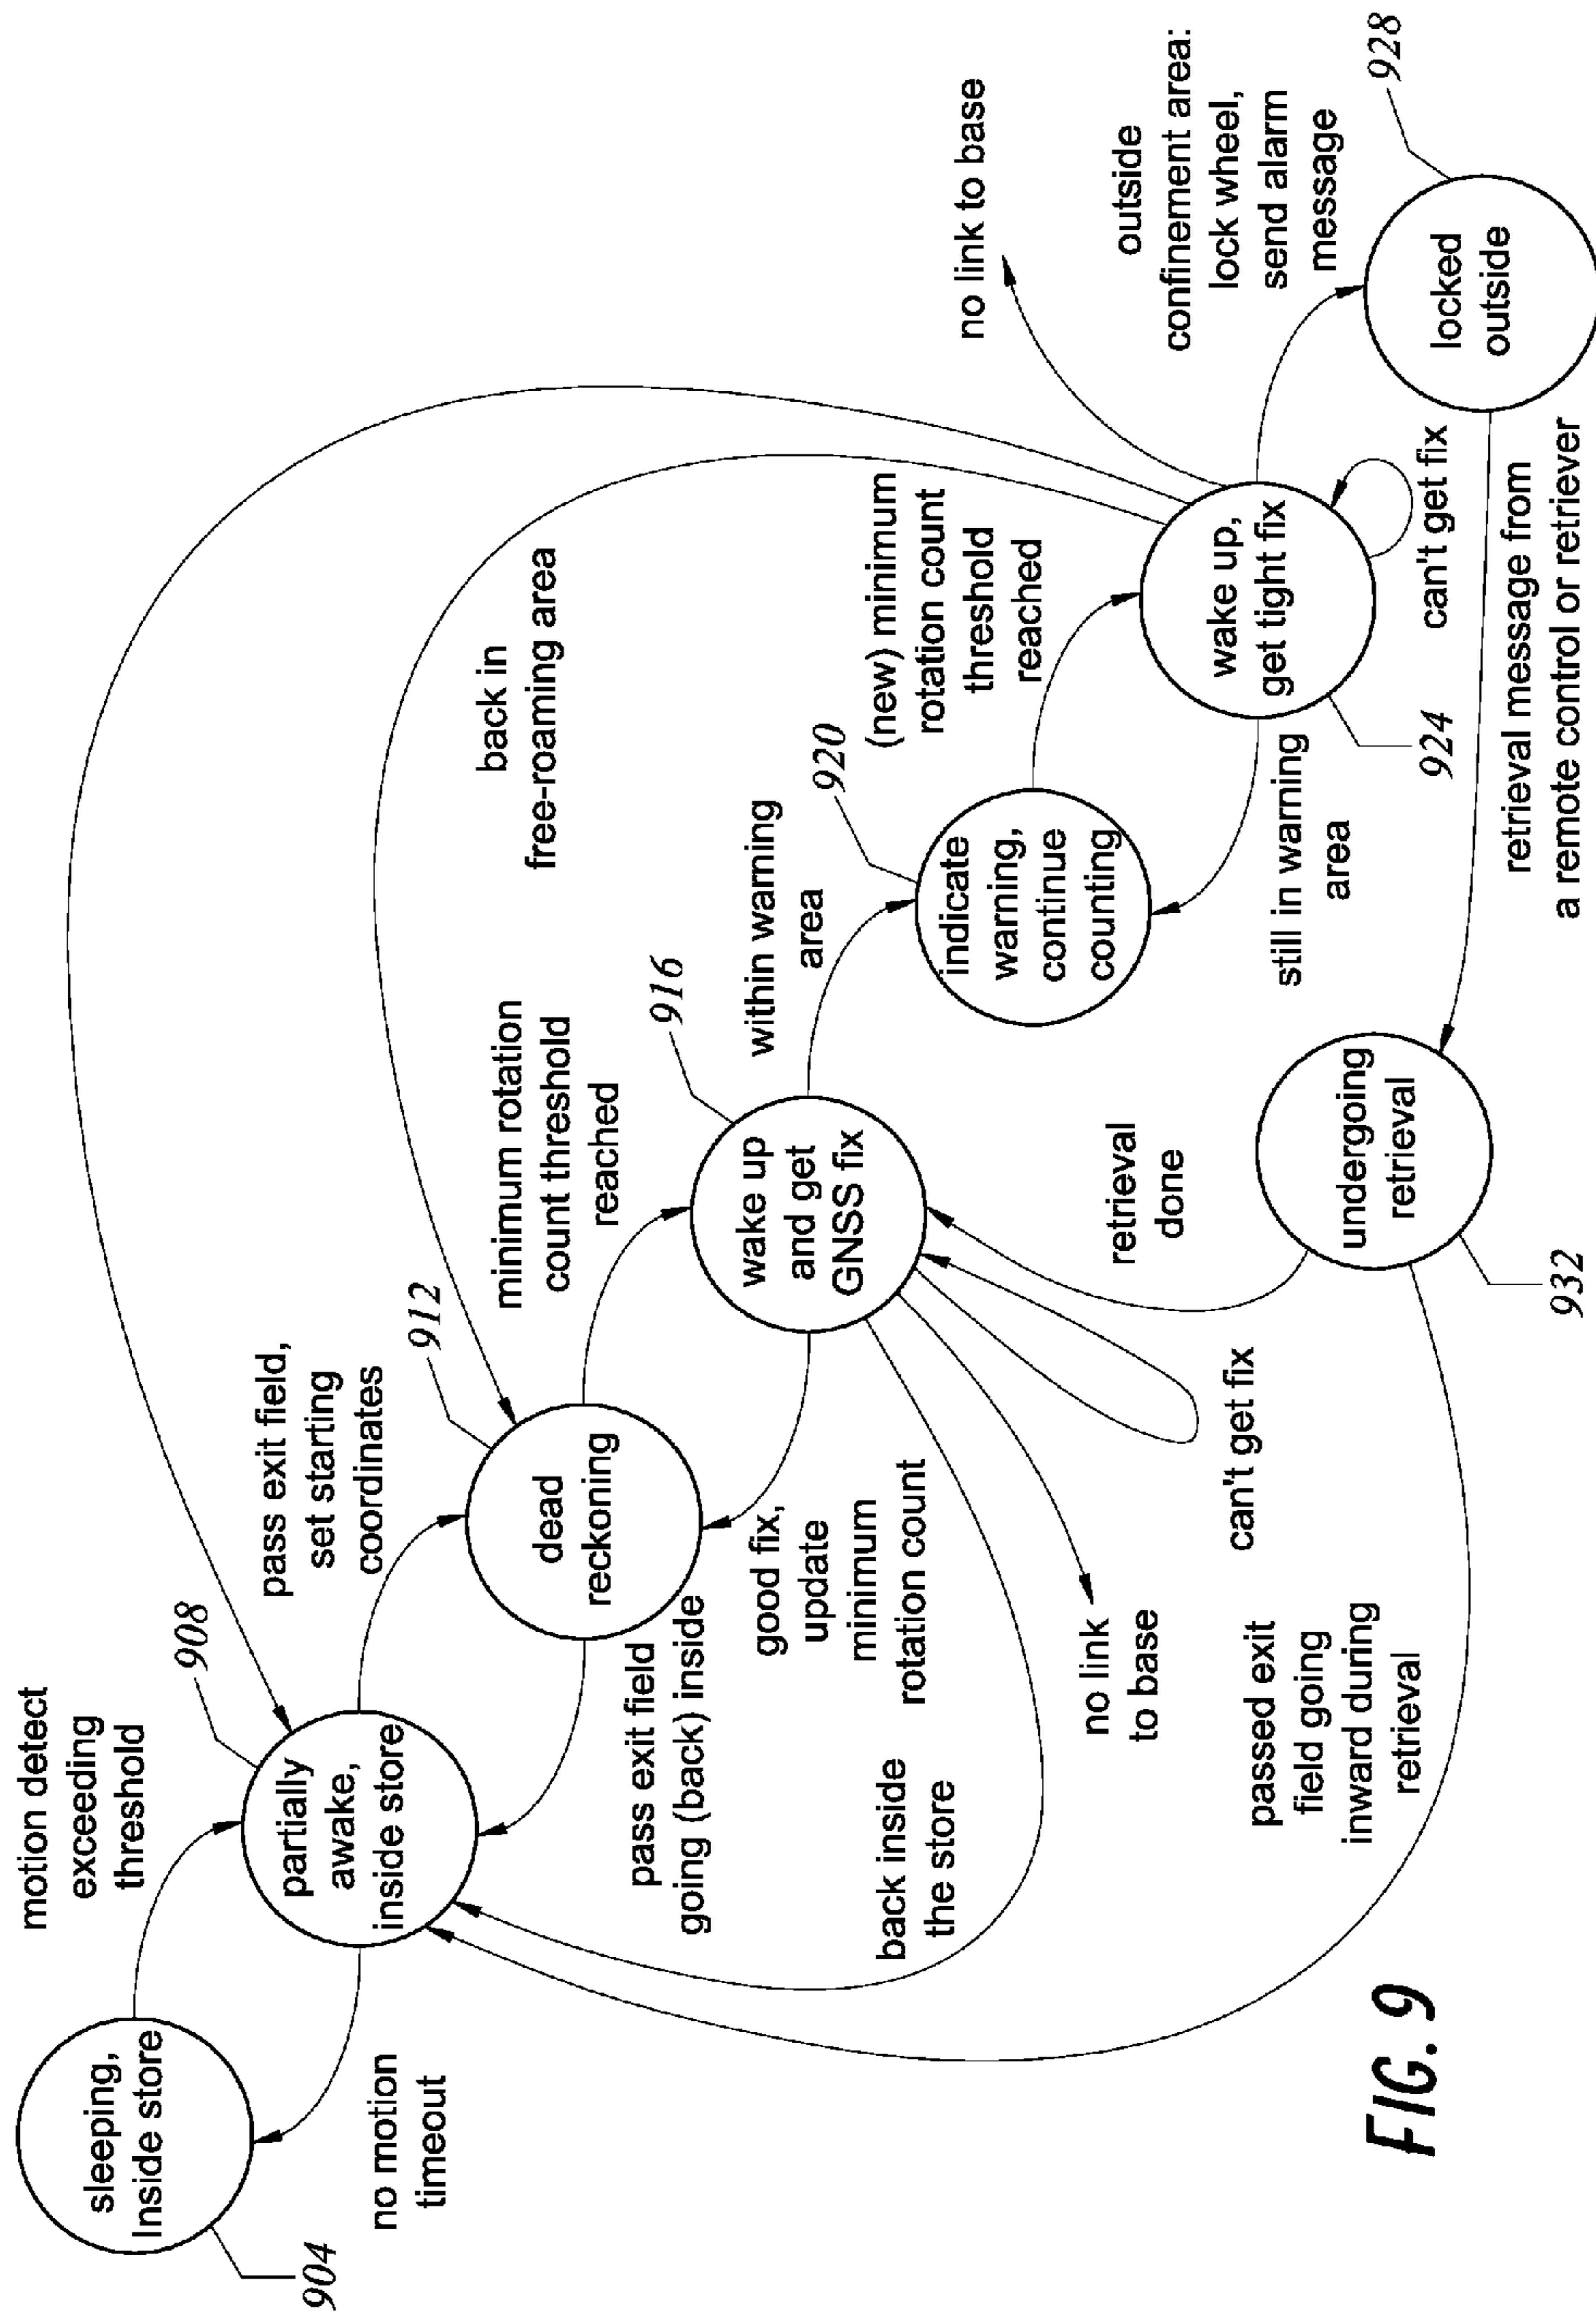 motion detect
exceeding
threshold
908
sleeping,
Inside store
904
no motion
timeout
partially
awake,
inside store
pass exit field,
set starting
coordinates
912
pass exit field
going (back) inside
dead
reckoning
minimum rotation
count threshold
reached
916
good fix,
update
minimum
rotation count
wake up
and get
GNSS fix
back inside
the store
no link
to base
can't get fix
back in
free-roaming area
within warning
area
920
indicate
warning,
continue
counting
(new) minimum
rotation count
threshold
reached
still in warning
area
wake up,
get tight fix
924
can't get fix
no link to base
outside
confinement area:
lock wheel,
send alarm
message
928
locked
outside
retrieval message from
a remote control or retriever
undergoing
retrieval
932
retrieval
done
passed exit
field going
inward during
retrieval
FIG. 9